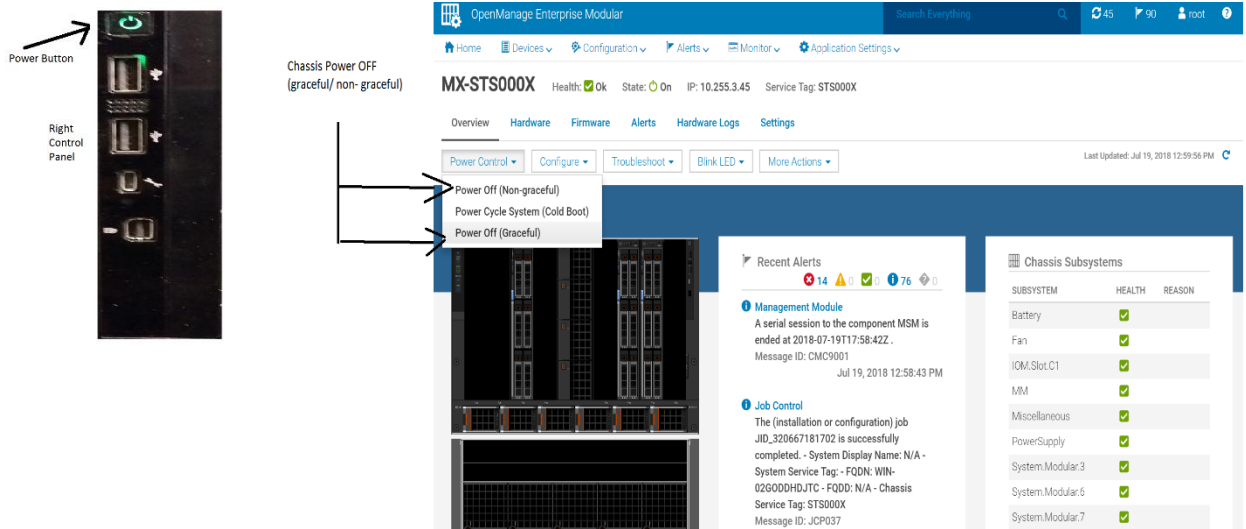 Power Button
Right
Control
Panel
Chassis Power OFF
(graceful/ non- graceful)
OpenManage Enterprise Modular
Search Everything
45
90
root
?
Home
Devices
Configuration
Alerts
Monitor
Application Settings
MX-STS000X
Health: Ok
State: On
IP: 10.255.3.45
Service Tag: STS000X
Overview
Hardware
Firmware
Alerts
Hardware Logs
Settings
Power Control
Configure
Troubleshoot
Blink LED
More Actions
Last Updated: Jul 19, 2018 12:59:56 PM
Power Off (Non-graceful)
Power Cycle System (Cold Boot)
Power Off (Graceful)
Recent Alerts
14
0
0
76
0
Management Module
A serial session to the component MSM is
ended at 2018-07-19T17:58:42Z .
Message ID: CMC9001
Jul 19, 2018 12:58:43 PM
Job Control
The (installation or configuration) job
JID_320667181702 is successfully
completed. - System Display Name: N/A -
System Service Tag: - FQDN: WIN-
02GODDHDJTC - FQDD: N/A - Chassis
Service Tag: STS000X
Message ID: JCP037
Chassis Subsystems
SUBSYSTEM HEALTH REASON
Battery
Fan
IOM.Slot.C1
MM
Miscellaneous
PowerSupply
System.Modular.3
System.Modular.6
System.Modular.7